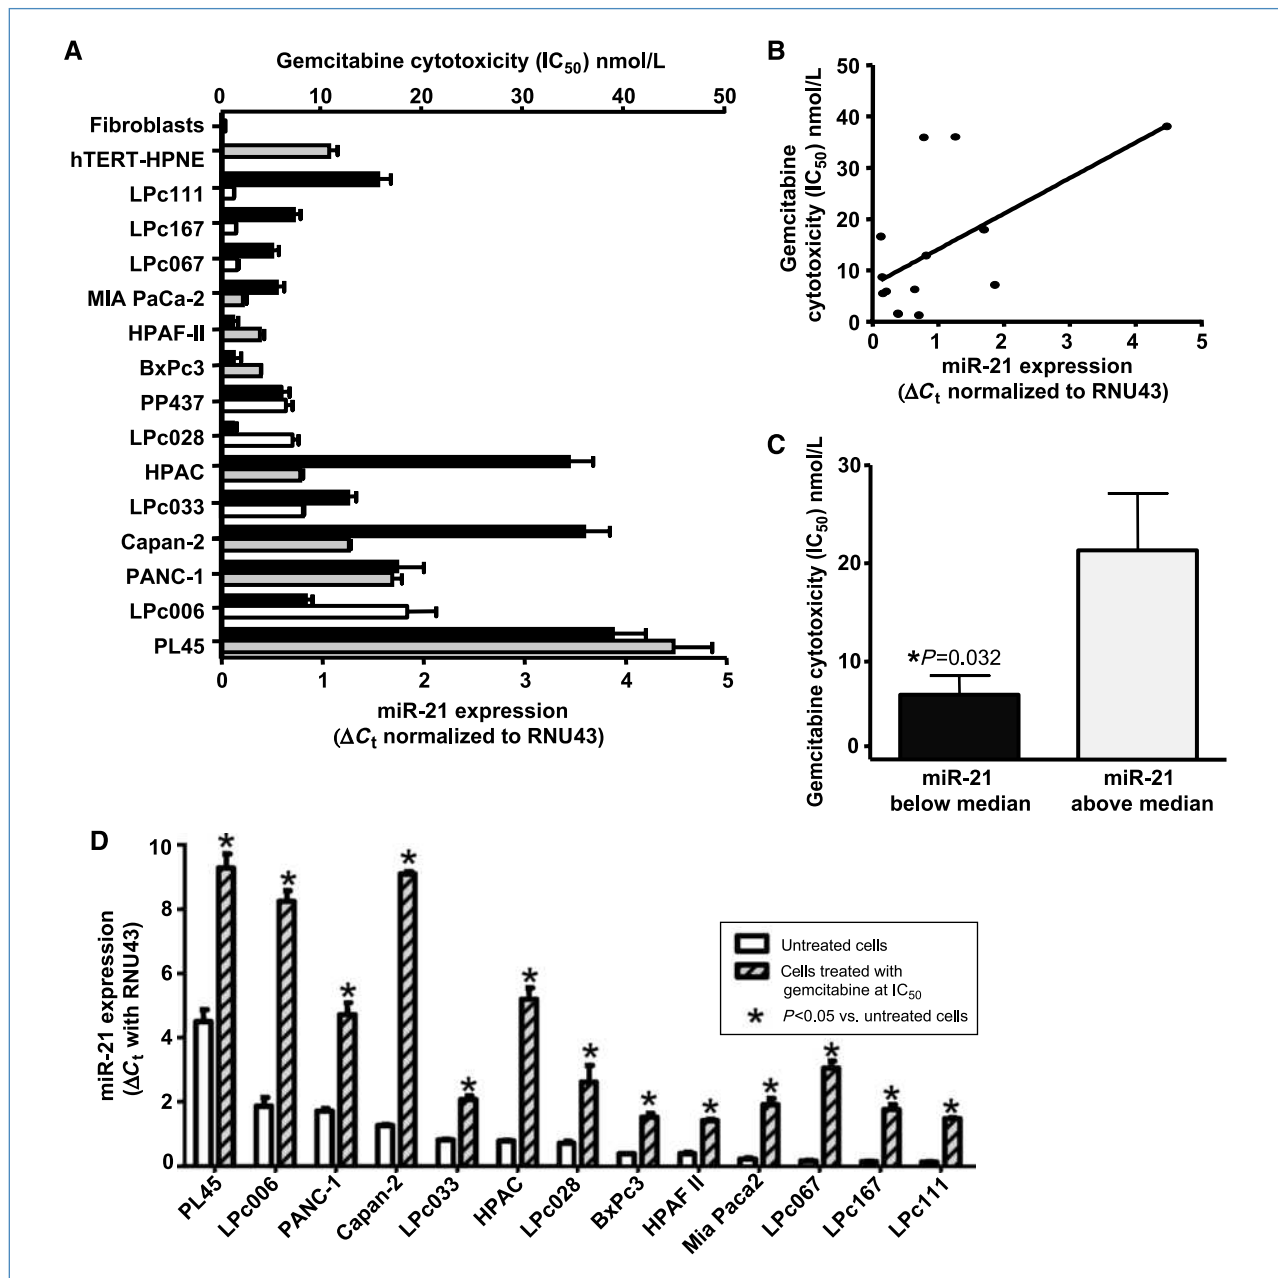 A
Gemcitabine cytotoxicity (IC50) nmol/L
0 10 20 30 40 50
Fibroblasts
hTERT-HPNE
LPc111
LPc167
LPc067
MIA PaCa-2
HPAF-II
BxPc3
PP437
LPc028
HPAC
LPc033
Capan-2
PANC-1
LPc006
PL45
0 1 2 3 4 5
miR-21 expression
(ΔCt normalized to RNU43)
B
Gemcitabine
cytotoxicity (IC50) nmol/L
50
40
30
20
10
0
0 1 2 3 4 5
miR-21 expression
(ΔCt normalized to RNU43)
C
Gemcitabine cytotoxicity (IC50) nmol/L
30
20
10
0
*P=0.032
miR-21
below median
miR-21
above median
D
miR-21 expression
(ΔCt with RNU43)
10
8
6
4
2
0
* * * * * * * * * * * * *
PL45
LPc006
PANC-1
Capan-2
LPc033
HPAC
LPc028
BxPc3
HPAF II
Mia Paca2
LPc067
LPc167
LPc111
Untreated cells
Cells treated with
gemcitabine at IC50
* P<0.05 vs. untreated cells